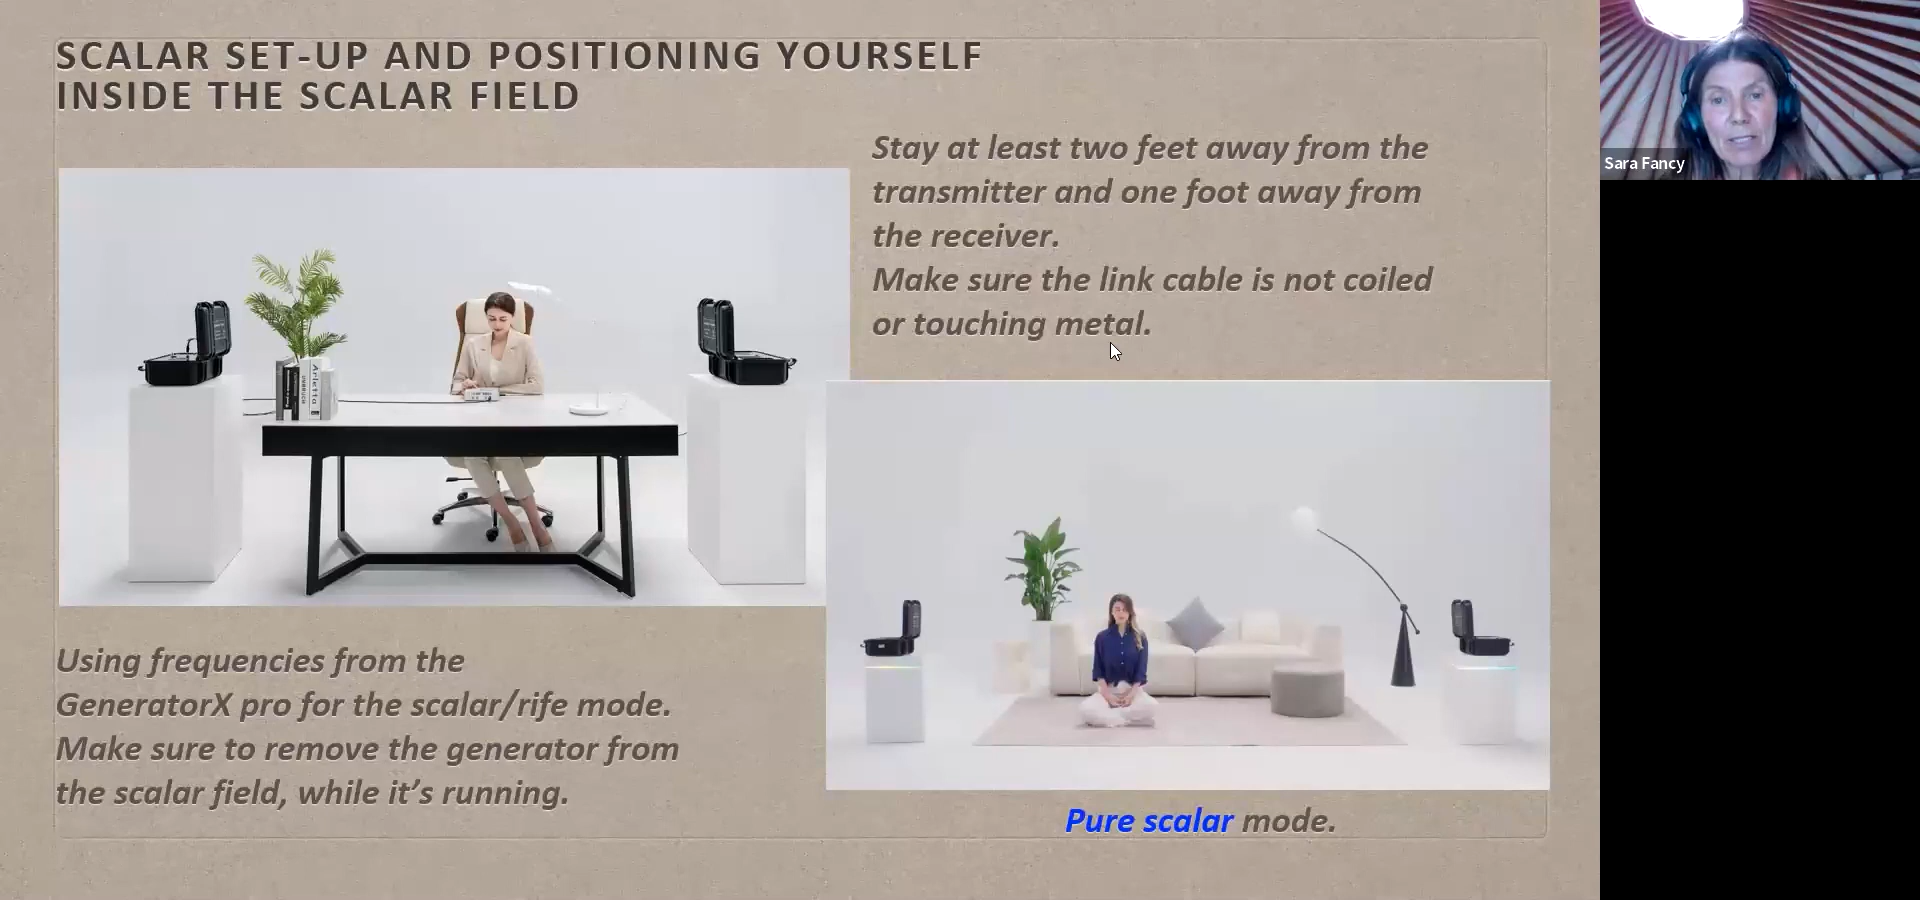 SCALAR SET-UP AND POSITIONING YOURSELF
INSIDE THE SCALAR FIELD
Stay at least two feet away from the
transmitter and one foot away from
the receiver.
Make sure the link cable is not coiled
or touching metal.
Sara Fancy
Arletta
Using frequencies from the
GeneratorX pro for the scalar/rife mode.
Make sure to remove the generator from
the scalar field, while it’s running.
Pure scalar mode.